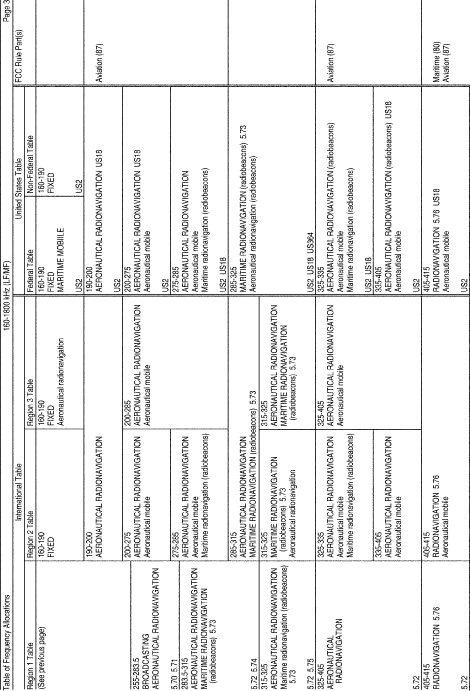 Table of Frequency Allocations
160-1800 kHz (LF/MF)
Page 3
International Table
United States Table
FCC Rule Part(s)
Region 1 Table
Region 2 Table
Region 3 Table
Federal Table
Non-Federal Table
(See previous page)
160-190
FIXED
160-190
FIXED
Aeronautical radionavigation
160-190
FIXED
MARITIME MOBILE
US2
160-190
FIXED
US2
190-200
AERONAUTICAL RADIONAVIGATION
190-200
AERONAUTICAL RADIONAVIGATION US18
US2
Aviation (87)
255-283.5
BROADCASTING
AERONAUTICAL RADIONAVIGATION
5.70 5.71
200-275
AERONAUTICAL RADIONAVIGATION
Aeronautical mobile
200-285
AERONAUTICAL RADIONAVIGATION
Aeronautical mobile
200-275
AERONAUTICAL RADIONAVIGATION US18
Aeronautical mobile
US2
283.5-315
AERONAUTICAL RADIONAVIGATION
MARITIME RADIONAVIGATION
(radiobeacons) 5.73
5.72 5.74
275-285
AERONAUTICAL RADIONAVIGATION
Aeronautical mobile
Maritime radionavigation (radiobeacons)
275-285
AERONAUTICAL RADIONAVIGATION
Aeronautical mobile
Maritime radionavigation (radiobeacons)
US2 US18
285-315
AERONAUTICAL RADIONAVIGATION
MARITIME RADIONAVIGATION (radiobeacons) 5.73
285-325
MARITIME RADIONAVIGATION (radiobeacons) 5.73
Aeronautical radionavigation (radiobeacons)
US2 US18 US364
315-325
AERONAUTICAL RADIONAVIGATION
Maritime radionavigation (radiobeacons)
5.73
5.72 5.75
315-325
MARITIME RADIONAVIGATION
(radiobeacons) 5.73
Aeronautical radionavigation
315-325
AERONAUTICAL RADIONAVIGATION
MARITIME RADIONAVIGATION
(radiobeacons) 5.73
325-405
AERONAUTICAL
RADIONAVIGATION
5.72
325-335
AERONAUTICAL RADIONAVIGATION
Aeronautical mobile
Maritime radionavigation (radiobeacons)
325-405
AERONAUTICAL RADIONAVIGATION
Aeronautical mobile
325-335
AERONAUTICAL RADIONAVIGATION (radiobeacons)
Aeronautical mobile
Maritime radionavigation (radiobeacons)
US2 US18
Aviation (87)
335-405
AERONAUTICAL RADIONAVIGATION
Aeronautical mobile
335-405
AERONAUTICAL RADIONAVIGATION (radiobeacons) US18
Aeronautical mobile
US2
405-415
RADIONAVIGATION 5.76
5.72
405-415
RADIONAVIGATION 5.76
Aeronautical mobile
405-415
RADIONAVIGATION 5.76 US18
Aeronautical mobile
US2
Maritime (80)
Aviation (87)